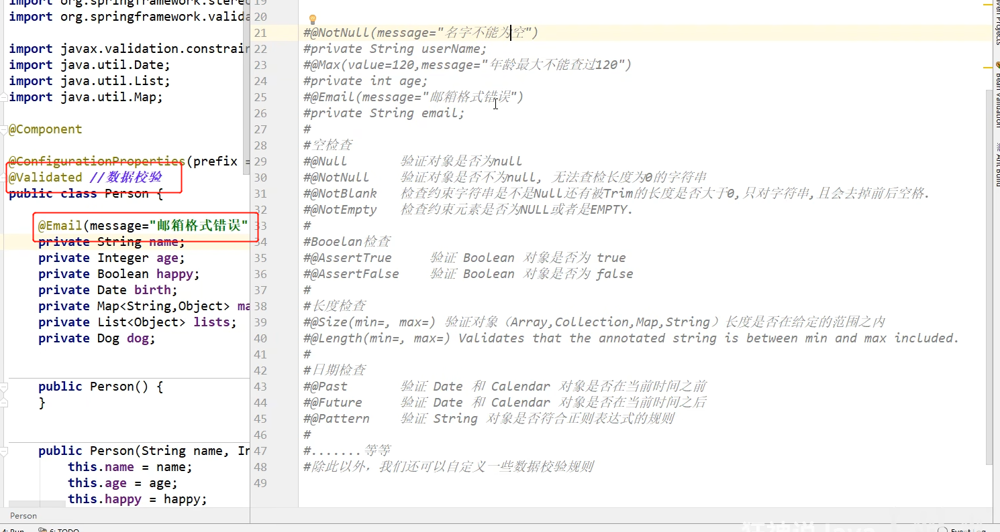 import org.springframework.stere
import org.springframework.valida
import javax.validation.constrain
import java.util.Date;
import java.util.List;
import java.util.Map;
@Component
@ConfigurationProperties(prefix =
@Validated //数据校验
public class Person {
@Email(message="邮箱格式错误"
private String name;
private Integer age;
private Boolean happy;
private Date birth;
private Map<String,Object> ma
private List<Object> lists;
private Dog dog;
public Person() {
}
public Person(String name, In
this.name = name;
this.age = age;
this.happy = happy;
Person
19
20
21 #@NotNull(message="名字不能为空")
22 #private String userName;
23 #@Max(value=120,message="年龄最大不能查过120")
24 #private int age;
25 #@Email(message="邮箱格式错误")
26 #private String email;
27 #
28 #空检查
29 #@Null 验证对象是否为null
30 #@NotNull 验证对象是否不为null, 无法查检长度为0的字符串
31 #@NotBlank 检查约束字符串是不是Null还有被Trim的长度是否大于0,只对字符串,且会去掉前后空格.
32 #@NotEmpty 检查约束元素是否为NULL或者是EMPTY.
33 #
34 #Booelan检查
35 #@AssertTrue 验证 Boolean 对象是否为 true
36 #@AssertFalse 验证 Boolean 对象是否为 false
37 #
38 #长度检查
39 #@Size(min=, max=) 验证对象（Array,Collection,Map,String）长度是否在给定的范围之内
40 #@Length(min=, max=) Validates that the annotated string is between min and max included.
41 #
42 #日期检查
43 #@Past 验证 Date 和 Calendar 对象是否在当前时间之前
44 #@Future 验证 Date 和 Calendar 对象是否在当前时间之后
45 #@Pattern 验证 String 对象是否符合正则表达式的规则
46 #
47 #.......等等
48 #除此以外，我们还可以自定义一些数据校验规则
49
Bean Validation
Ant Build
4: Run
6: TODO
Event Log